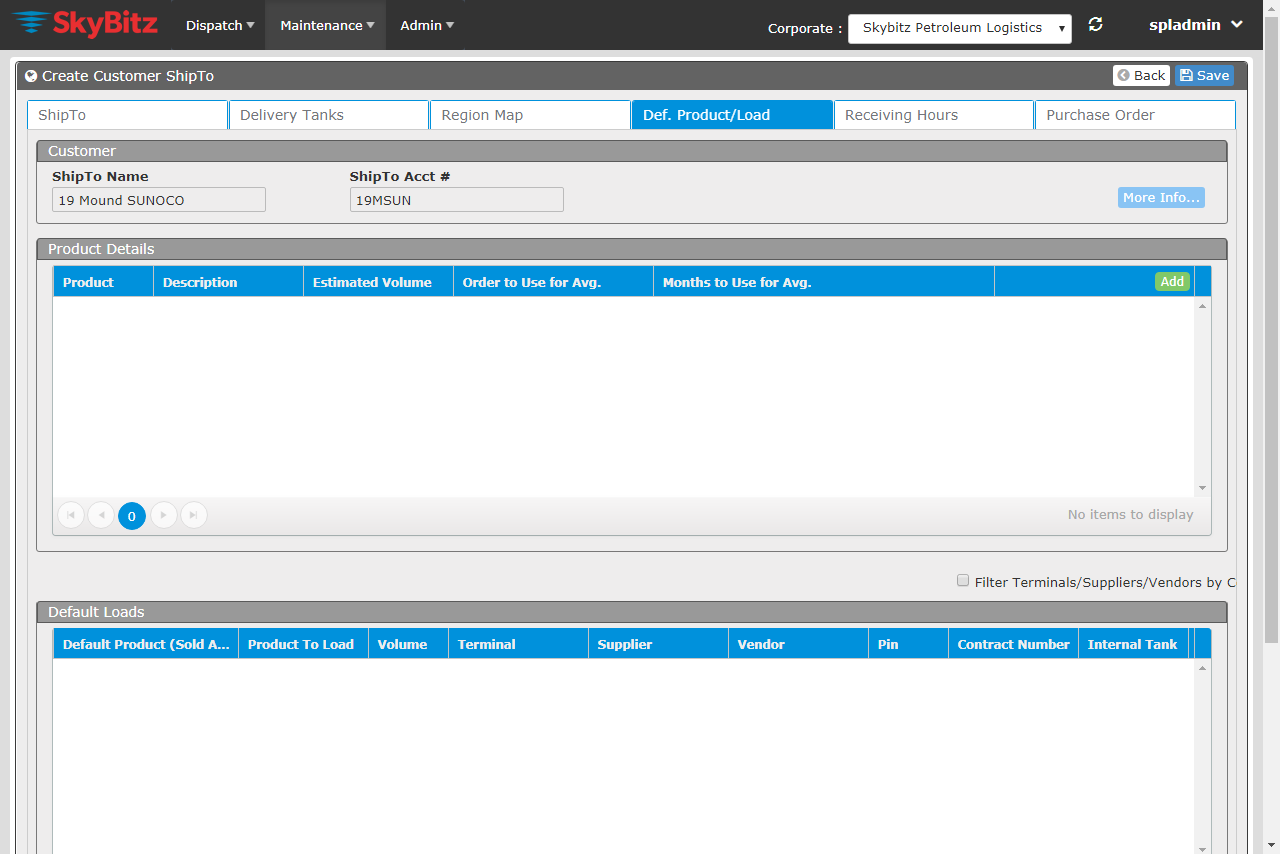 SkyBitz Dispatch Maintenance Admin Corporate : Skybitz Petroleum Logistics spladmin
Create Customer ShipTo Back Save
ShipTo Delivery Tanks Region Map Def. Product/Load Receiving Hours Purchase Order
Customer
ShipTo Name ShipTo Acct #
19 Mound SUNOCO 19MSUN More Info...
Product Details
Product Description Estimated Volume Order to Use for Avg. Months to Use for Avg. Add
0 No items to display
Filter Terminals/Suppliers/Vendors by C
Default Loads
Default Product (Sold A... Product To Load Volume Terminal Supplier Vendor Pin Contract Number Internal Tank